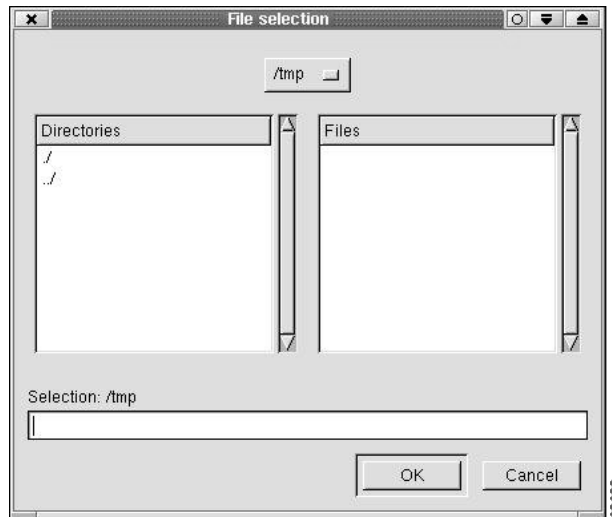 File selection
/tmp
Directories
Files
./
../
Selection: /tmp
OK
Cancel